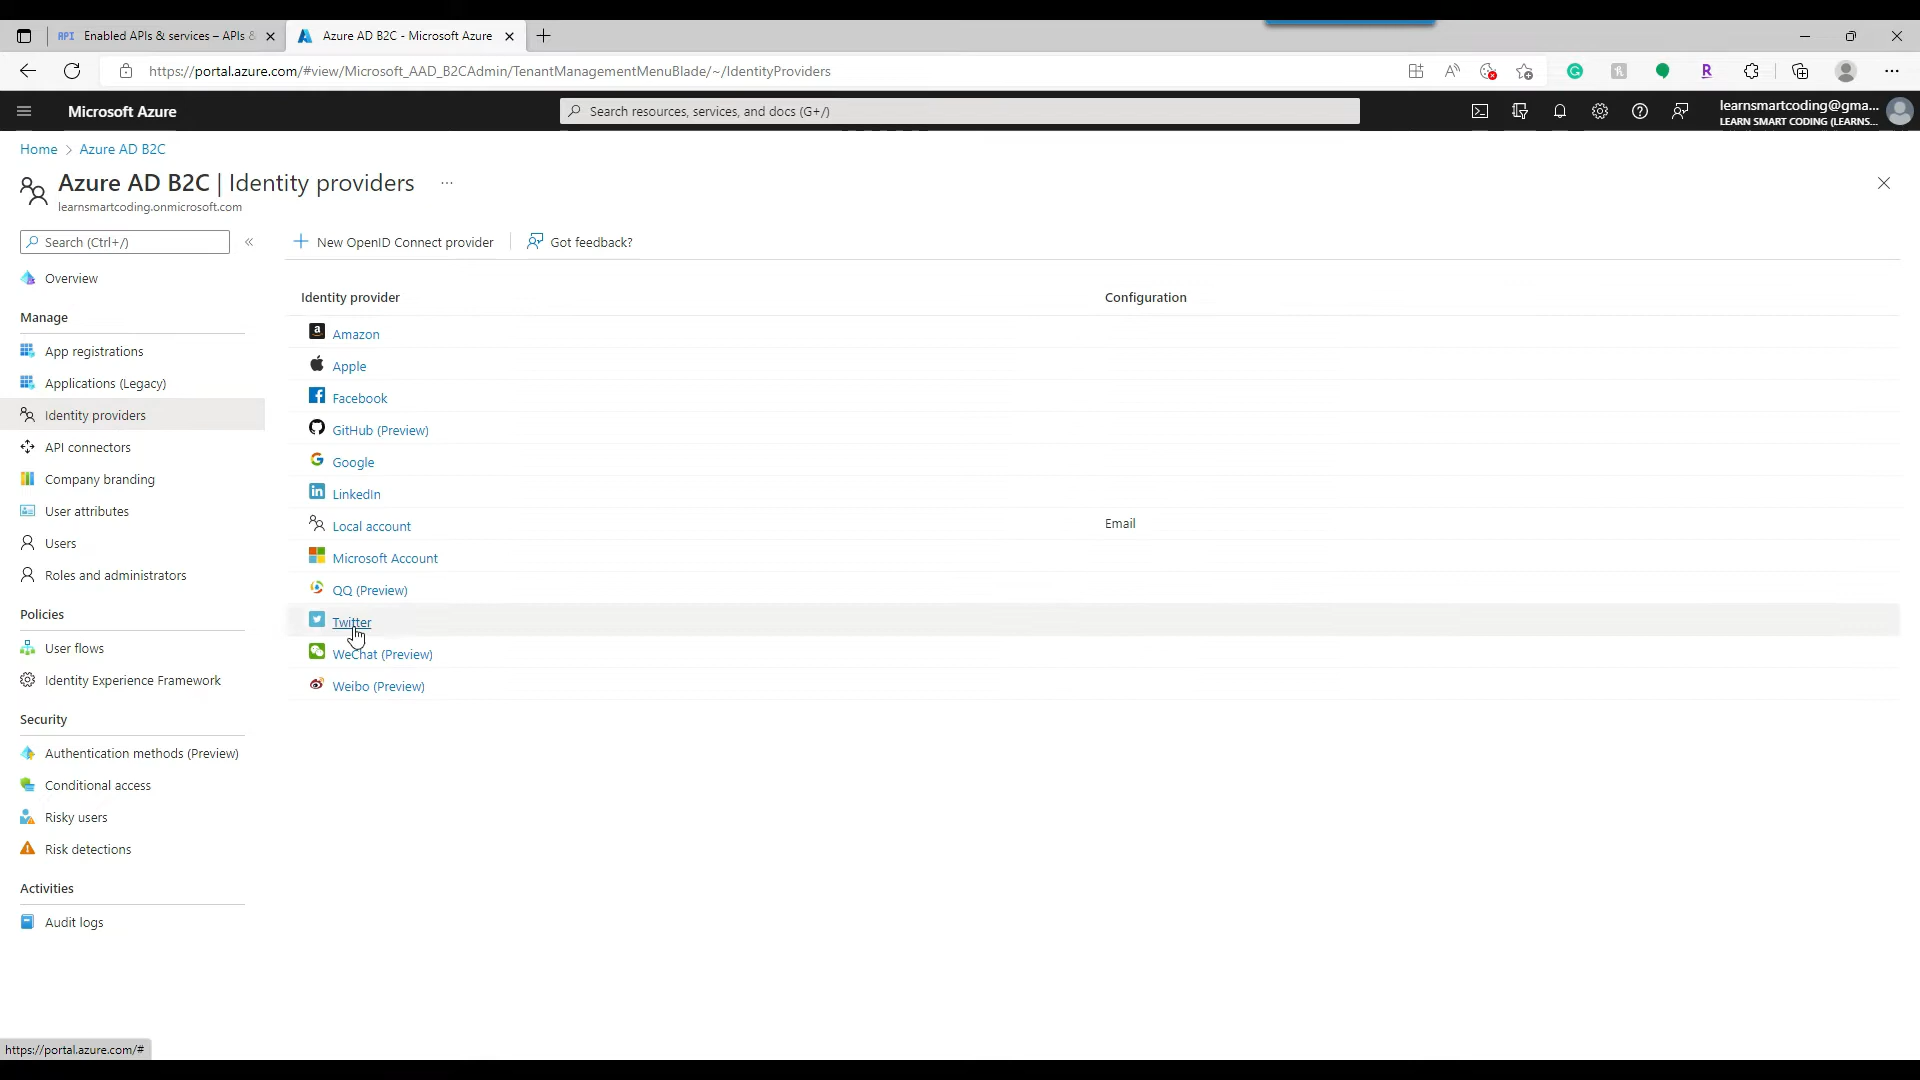 API Enabled APIs & services – APIs &
Azure AD B2C - Microsoft Azure
https://portal.azure.com/#view/Microsoft_AAD_B2CAdmin/TenantManagementMenuBlade/~/IdentityProviders
Microsoft Azure
Search resources, services, and docs (G+/)
learnsmartcoding@gma...
LEARN SMART CODING (LEARNS...
Home > Azure AD B2C
Azure AD B2C | Identity providers ...
learnsmartcoding.onmicrosoft.com
Search (Ctrl+/)
New OpenID Connect provider
Got feedback?
Overview
Manage
App registrations
Applications (Legacy)
Identity providers
API connectors
Company branding
User attributes
Users
Roles and administrators
Policies
User flows
Identity Experience Framework
Security
Authentication methods (Preview)
Conditional access
Risky users
Risk detections
Activities
Audit logs
Identity provider Configuration
Amazon
Apple
Facebook
GitHub (Preview)
Google
LinkedIn
Local account Email
Microsoft Account
QQ (Preview)
Twitter
WeChat (Preview)
Weibo (Preview)
https://portal.azure.com/#